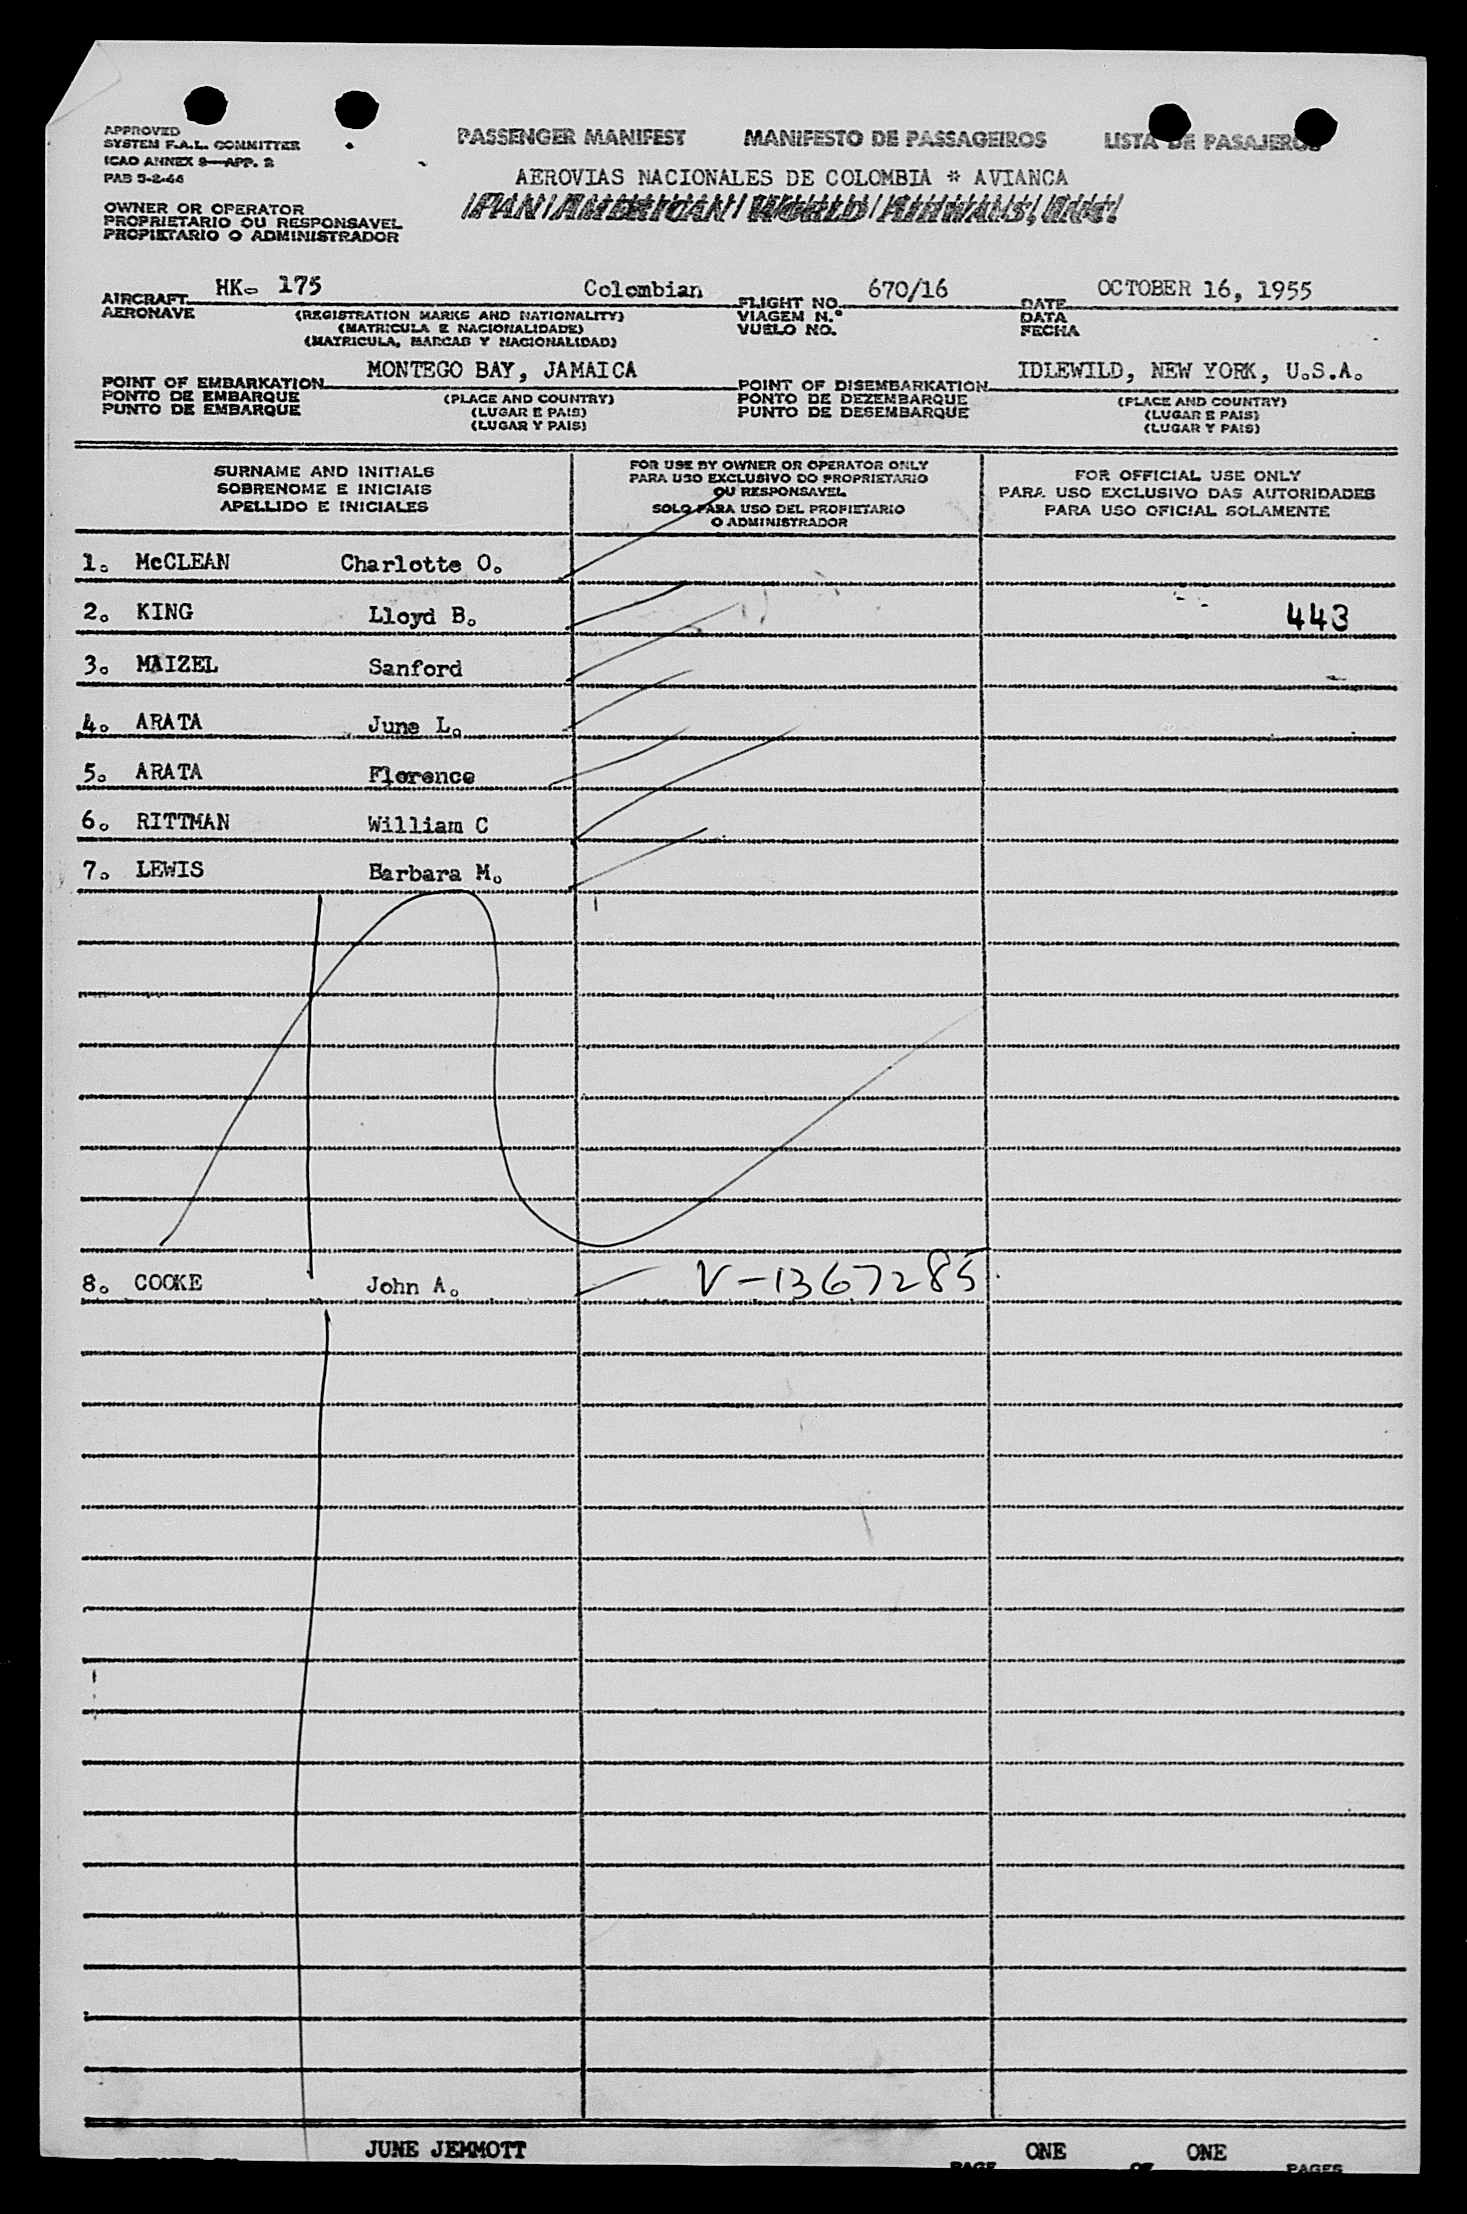 APPROVED
SYSTEM F.A.L. COMMITTEE
ICAO ANNEX 9—APP. 2
PAB 5-2-46
PASSENGER MANIFEST MANIFESTO DE PASSAGEIROS LISTA DE PASAJEROS
AEROVIAS NACIONALES DE COLOMBIA * AVIANCA
PAN AMERICAN WORLD AIRWAYS, INC.
OWNER OR OPERATOR
PROPRIETARIO OU RESPONSAVEL
PROPIETARIO O ADMINISTRADOR
AIRCRAFT HK- 175 Colombian FLIGHT NO. 670/16 DATE OCTOBER 16, 1955
AERONAVE (REGISTRATION MARKS AND NATIONALITY) VIAGEM N.º DATA
(MATRICULA E NACIONALIDADE) VUELO NO. FECHA
(MATRICULA, MARCAS Y NACIONALIDAD)
POINT OF EMBARKATION MONTEGO BAY, JAMAICA POINT OF DISEMBARKATION IDLEWILD, NEW YORK, U.S.A.
PONTO DE EMBARQUE (PLACE AND COUNTRY) PONTO DE DEZEMBARQUE (PLACE AND COUNTRY)
PUNTO DE EMBARQUE (LUGAR E PAIS) PUNTO DE DESEMBARQUE (LUGAR E PAIS)
(LUGAR Y PAIS) (LUGAR Y PAIS)
SURNAME AND INITIALS
SOBRENOME E INICIAIS
APELLIDO E INICIALES
FOR USE BY OWNER OR OPERATOR ONLY
PARA USO EXCLUSIVO DO PROPRIETARIO
OU RESPONSAVEL
SOLO PARA USO DEL PROPIETARIO
O ADMINISTRADOR
FOR OFFICIAL USE ONLY
PARA USO EXCLUSIVO DAS AUTORIDADES
PARA USO OFICIAL SOLAMENTE
1. McCLEAN Charlotte O.
2. KING Lloyd B. 443
3. MAIZEL Sanford
4. ARATA June L.
5. ARATA Florence
6. RITTMAN William C
7. LEWIS Barbara M.
8. COOKE John A. V-1367285
JUNE JEMMOTT
PAGE ONE OF ONE PAGES